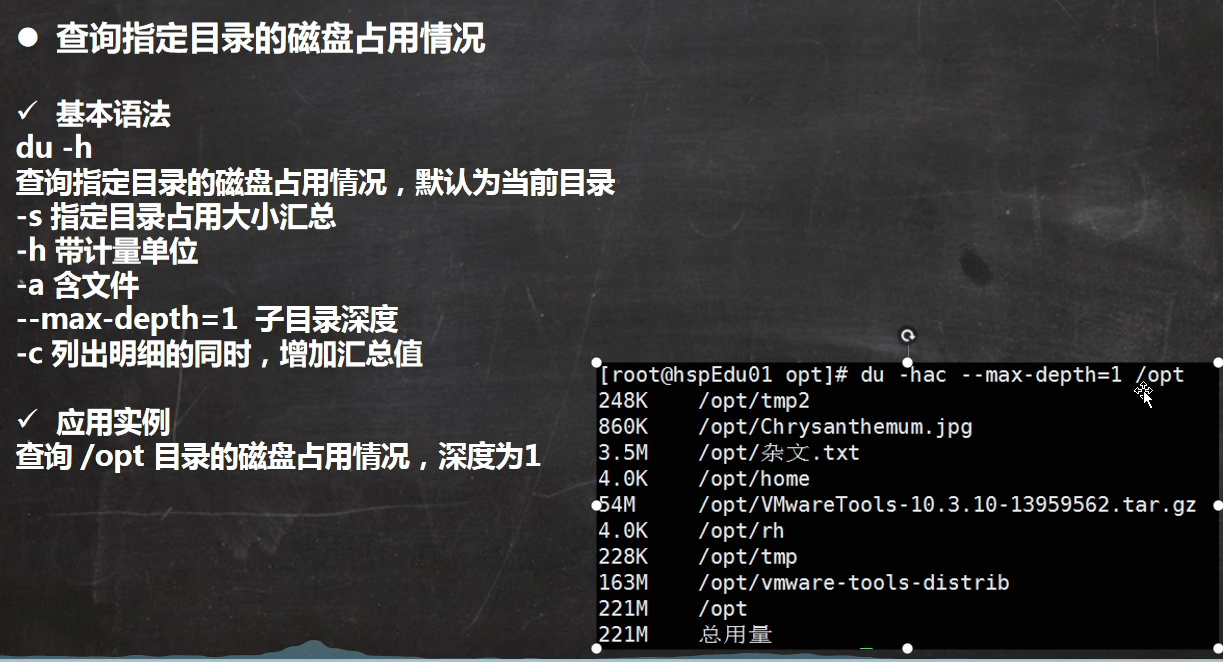 ● 查询指定目录的磁盘占用情况
✓ 基本语法
du -h
查询指定目录的磁盘占用情况，默认为当前目录
-s 指定目录占用大小汇总
-h 带计量单位
-a 含文件
--max-depth=1 子目录深度
-c 列出明细的同时，增加汇总值
✓ 应用实例
查询 /opt 目录的磁盘占用情况，深度为1
[root@hspEdu01 opt]# du -hac --max-depth=1 /opt
248K /opt/tmp2
860K /opt/Chrysanthemum.jpg
3.5M /opt/杂文.txt
4.0K /opt/home
54M /opt/VMwareTools-10.3.10-13959562.tar.gz
4.0K /opt/rh
228K /opt/tmp
163M /opt/vmware-tools-distrib
221M /opt
221M 总用量